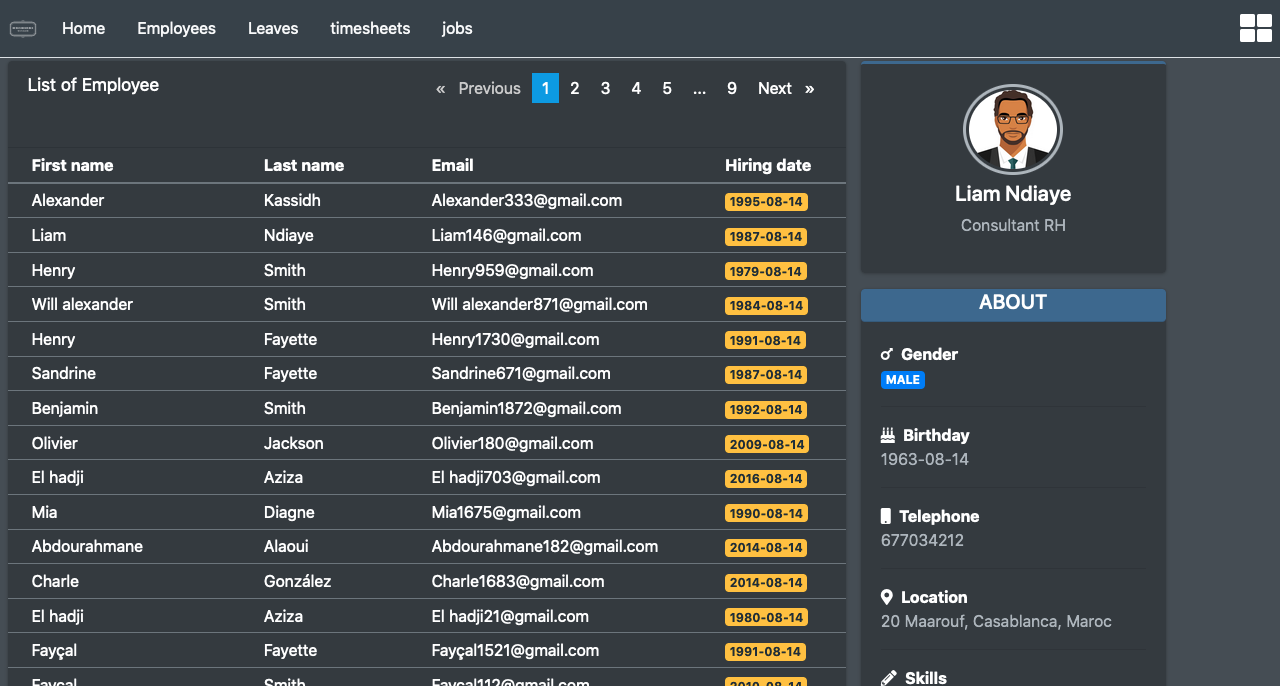 Home Employees Leaves timesheets jobs
List of Employee
« Previous 1 2 3 4 5 ... 9 Next »
First name Last name Email Hiring date
Alexander Kassidh Alexander333@gmail.com 1995-08-14
Liam Ndiaye Liam146@gmail.com 1987-08-14
Henry Smith Henry959@gmail.com 1979-08-14
Will alexander Smith Will alexander871@gmail.com 1984-08-14
Henry Fayette Henry1730@gmail.com 1991-08-14
Sandrine Fayette Sandrine671@gmail.com 1987-08-14
Benjamin Smith Benjamin1872@gmail.com 1992-08-14
Olivier Jackson Olivier180@gmail.com 2009-08-14
El hadji Aziza El hadji703@gmail.com 2016-08-14
Mia Diagne Mia1675@gmail.com 1990-08-14
Abdourahmane Alaoui Abdourahmane182@gmail.com 2014-08-14
Charle González Charle1683@gmail.com 2014-08-14
El hadji Aziza El hadji21@gmail.com 1980-08-14
Fayçal Fayette Fayçal1521@gmail.com 1991-08-14
Fayçal Smith Fayçal112@gmail.com 2010-08-14
Liam Ndiaye
Consultant RH
ABOUT
Gender
MALE
Birthday
1963-08-14
Telephone
677034212
Location
20 Maarouf, Casablanca, Maroc
Skills